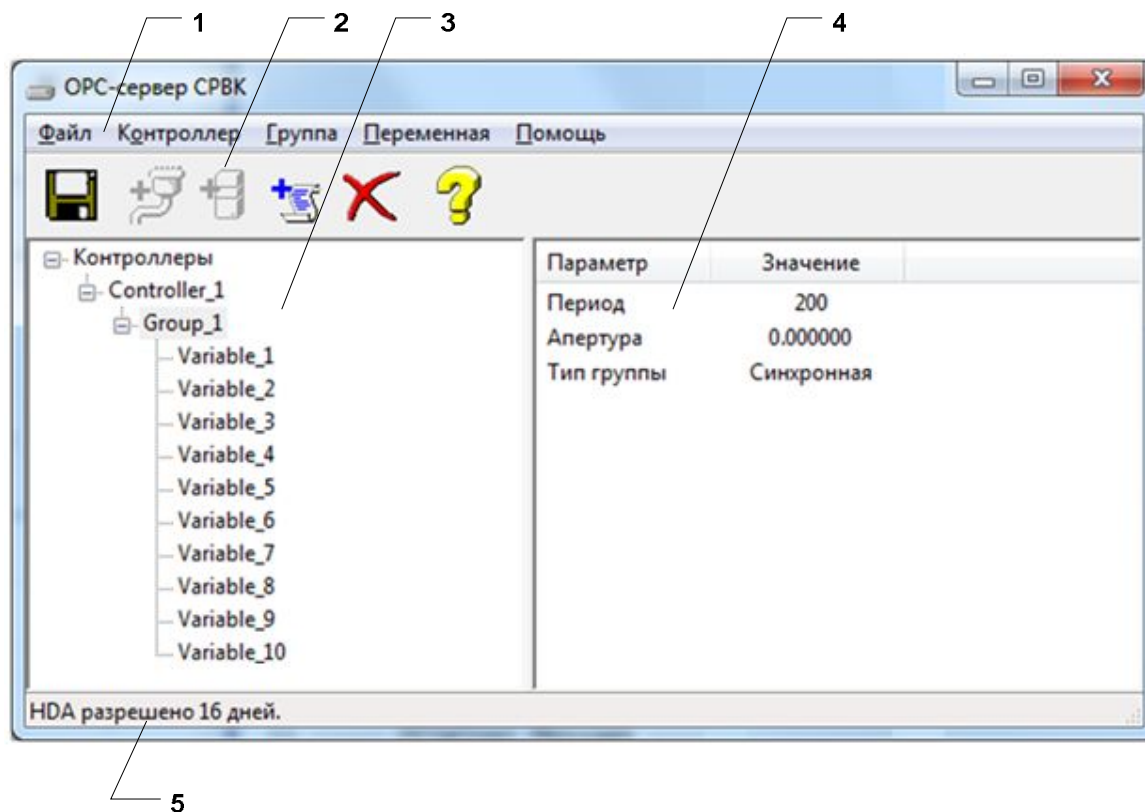 1 2 3 4
OPC-сервер СРВК
Файл Контроллер Группа Переменная Помощь
Контроллеры
Controller_1
Group_1
Variable_1
Variable_2
Variable_3
Variable_4
Variable_5
Variable_6
Variable_7
Variable_8
Variable_9
Variable_10
Параметр Значение
Период 200
Апертура 0.000000
Тип группы Синхронная
HDA разрешено 16 дней.
5